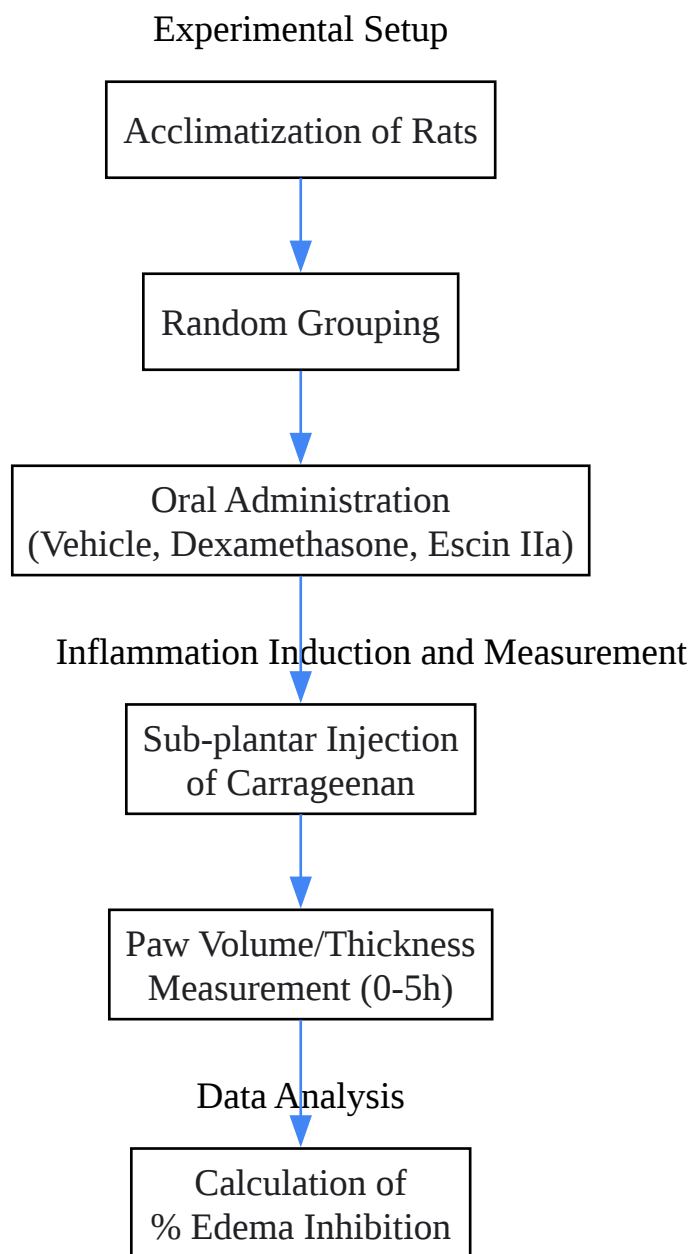 Experimental Setup
Acclimatization of Rats
Random Grouping
Oral Administration
(Vehicle, Dexamethasone, Escin IIa)
Inflammation Induction and Measurement
Sub-plantar Injection
of Carrageenan
Paw Volume/Thickness
Measurement (0-5h)
Data Analysis
Calculation of
% Edema Inhibition